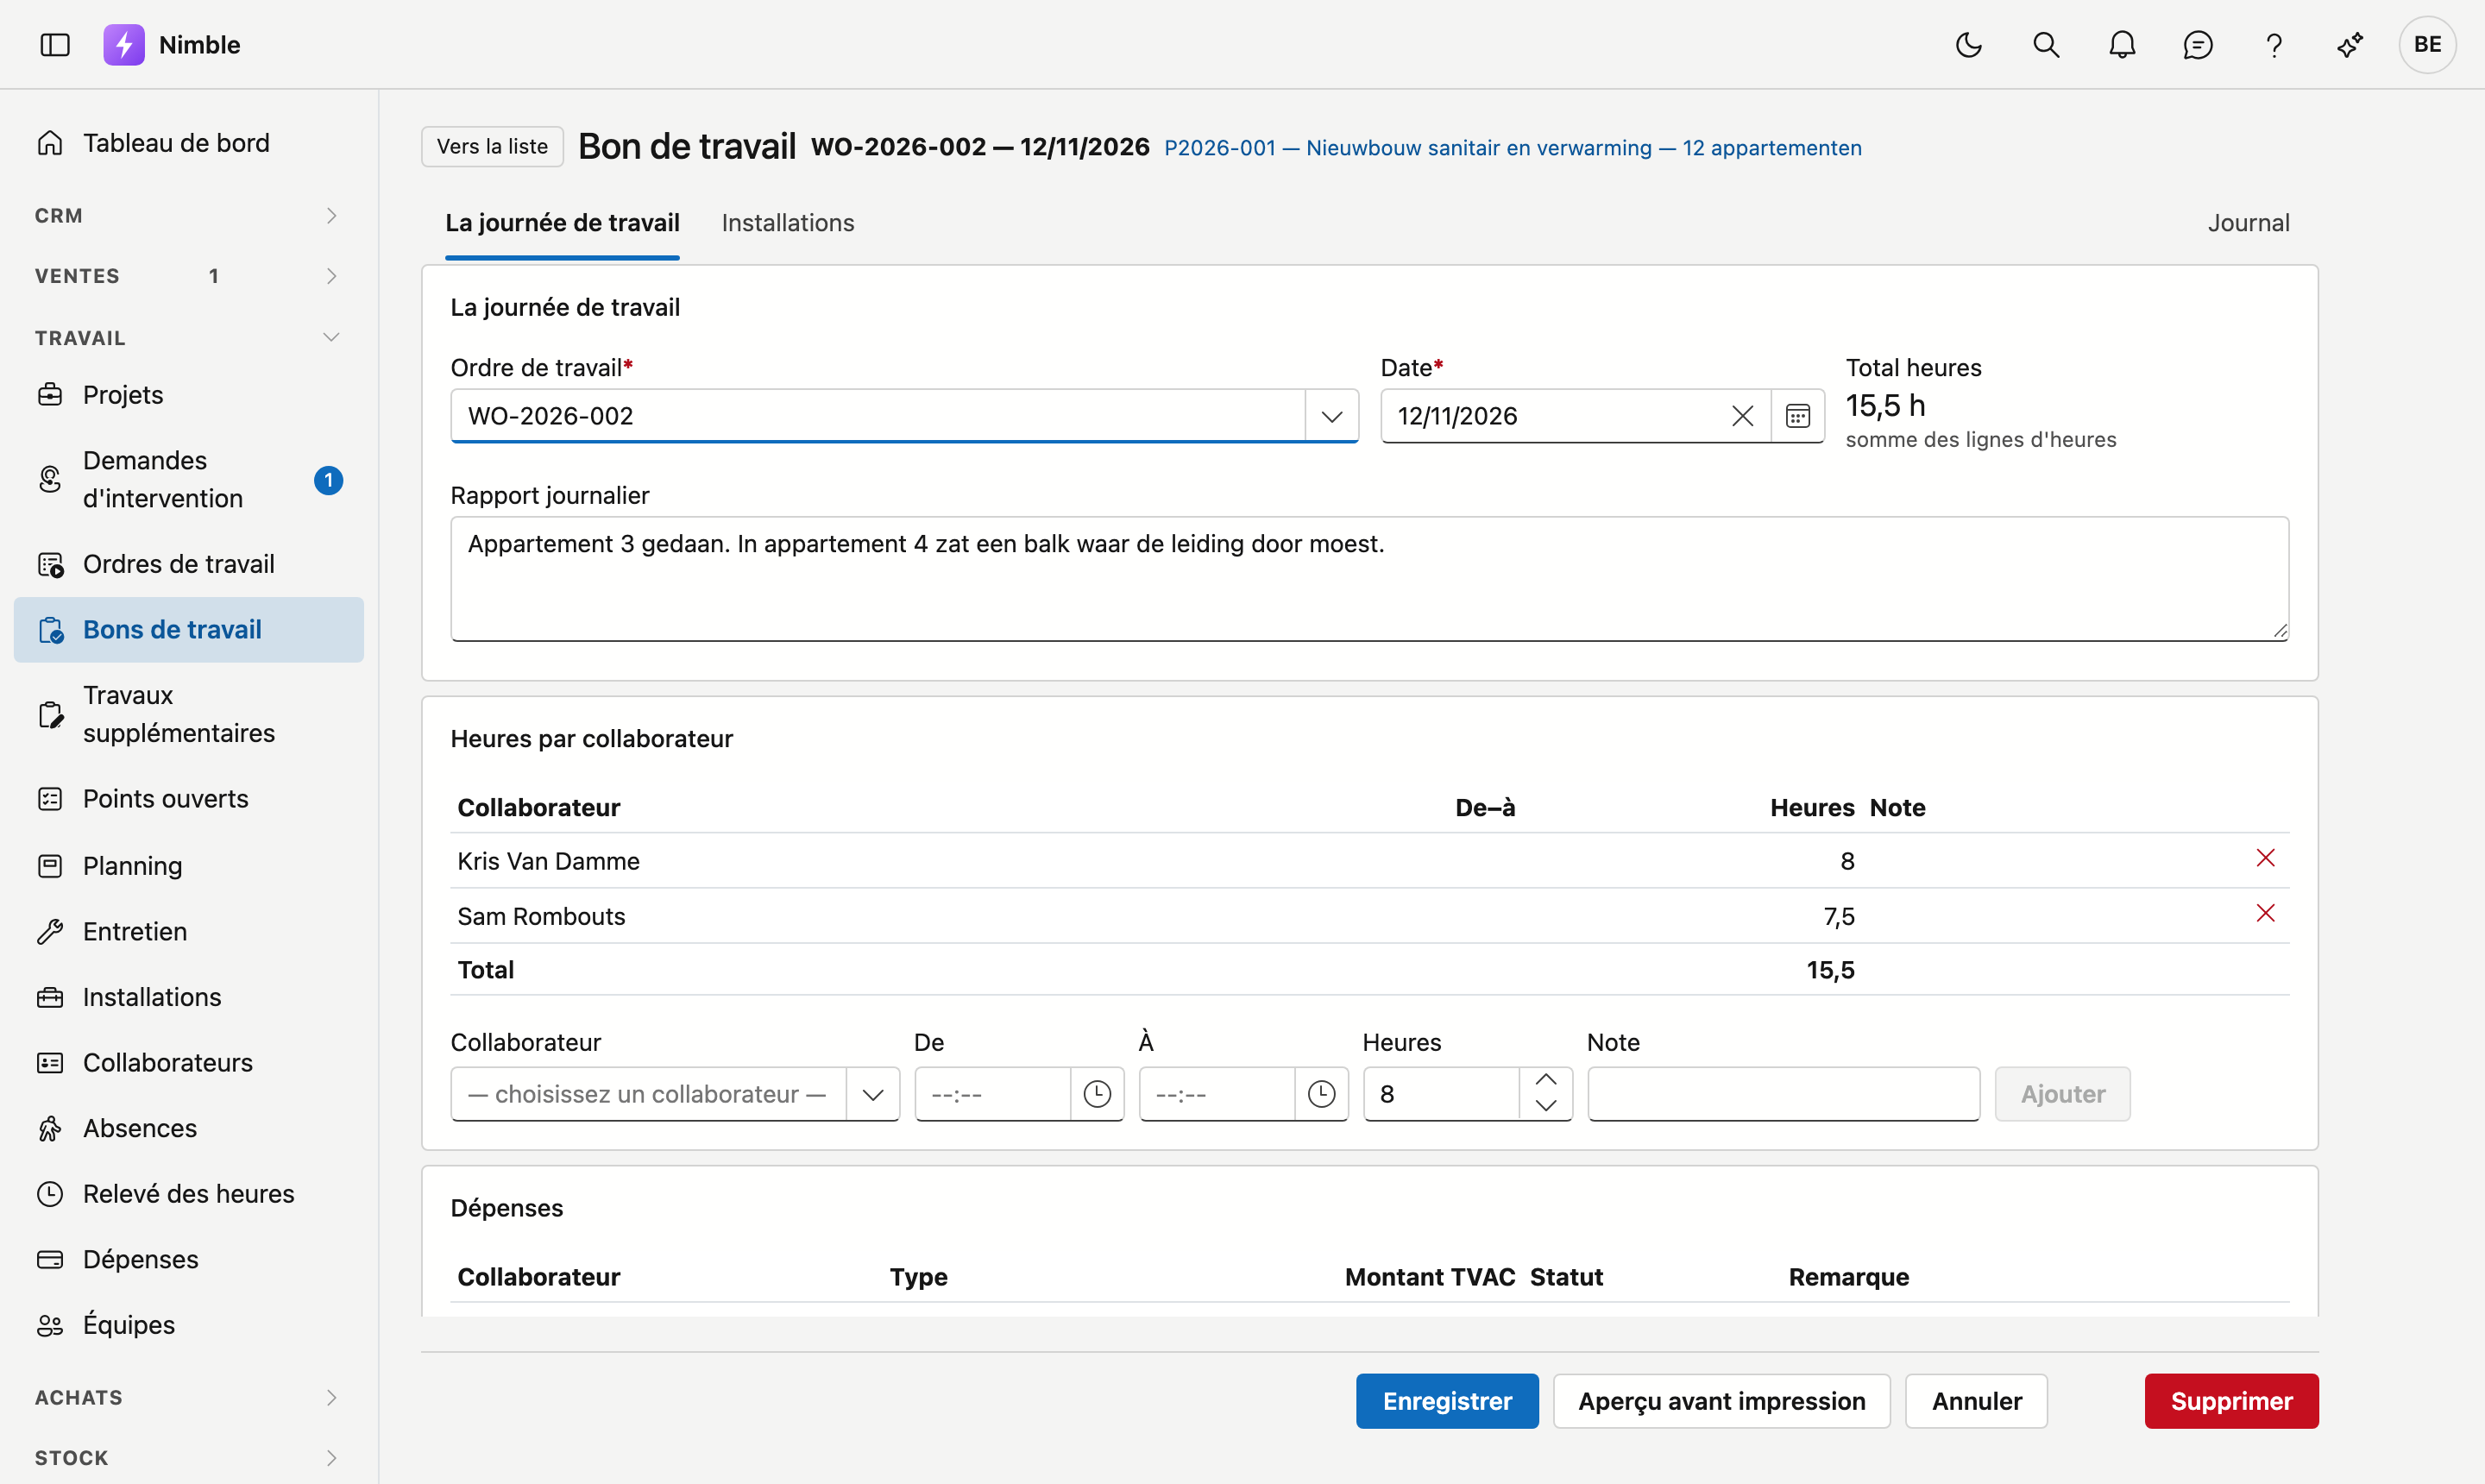 Nimble
BE
Tableau de bord
CRM
VENTES 1
TRAVAIL
Projets
Demandes
d'intervention
1
Ordres de travail
Bons de travail
Travaux
supplémentaires
Points ouverts
Planning
Entretien
Installations
Collaborateurs
Absences
Relevé des heures
Dépenses
Équipes
ACHATS
STOCK
Vers la liste Bon de travail WO-2026-002 — 12/11/2026 P2026-001 — Nieuwbouw sanitair en verwarming — 12 appartementen
La journée de travail Installations Journal
La journée de travail
Ordre de travail* Date* Total heures
WO-2026-002 12/11/2026 15,5 h
somme des lignes d'heures
Rapport journalier
Appartement 3 gedaan. In appartement 4 zat een balk waar de leiding door moest.
Heures par collaborateur
Collaborateur De–à Heures Note
Kris Van Damme 8
Sam Rombouts 7,5
Total 15,5
Collaborateur De À Heures Note
— choisissez un collaborateur — --:-- --:-- 8 Ajouter
Dépenses
Collaborateur Type Montant TVAC Statut Remarque
Enregistrer Aperçu avant impression Annuler Supprimer